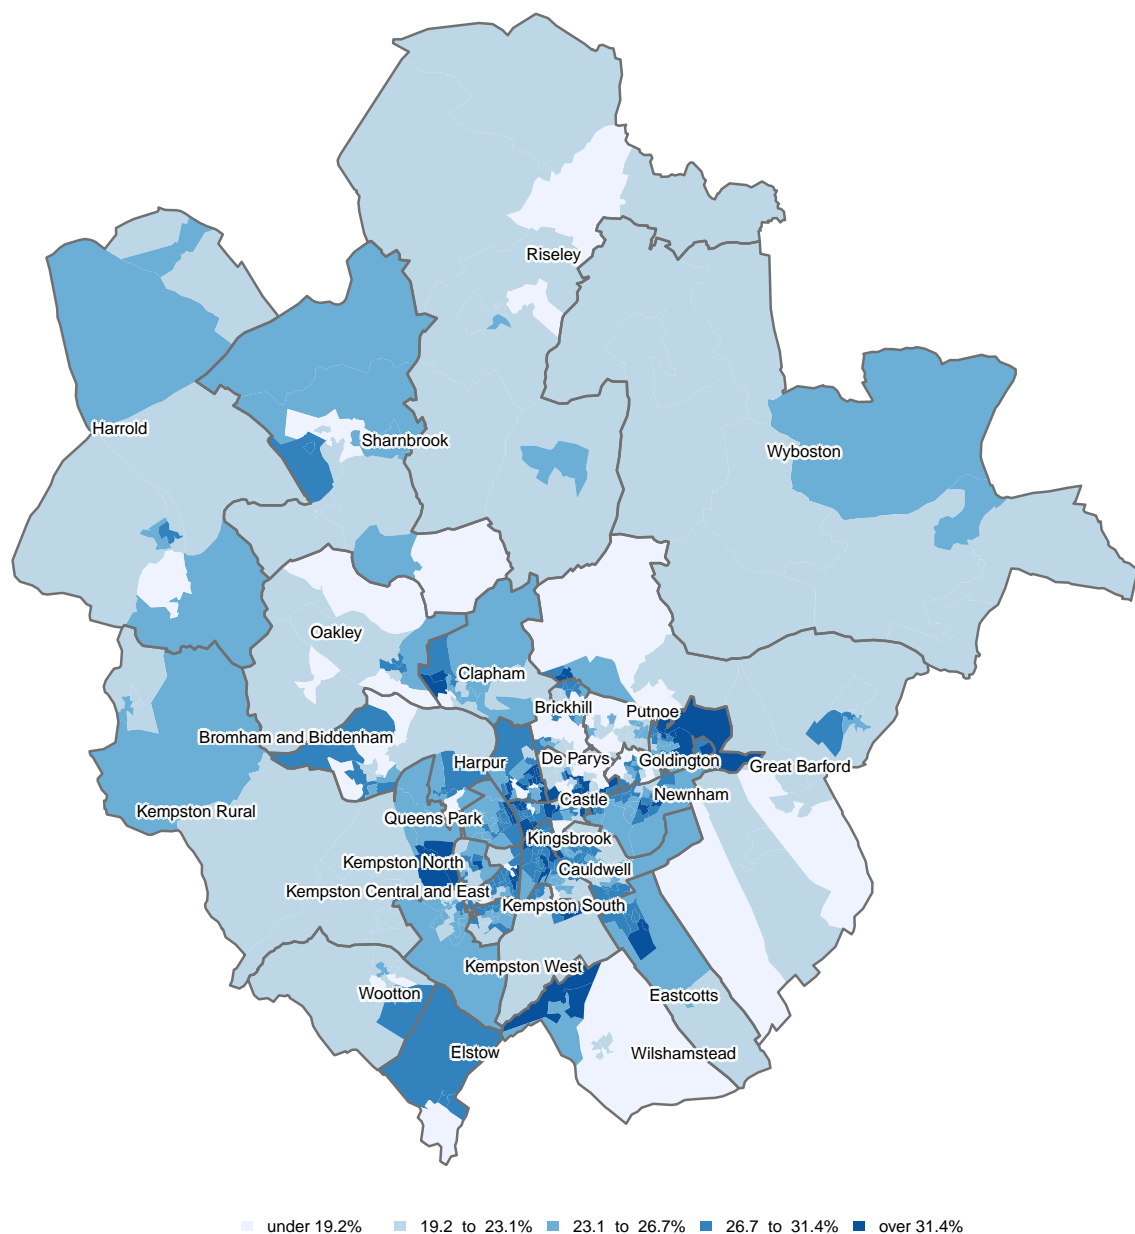 Riseley
Harrold
Sharnbrook
Wyboston
Oakley
Clapham
Brickhill
Putnoe
Bromham and Biddenham
Harpur
De Parys
Goldington
Great Barford
Kempston Rural
Queens Park
Castle
Newnham
Kingsbrook
Kempston North
Cauldwell
Kempston Central and East
Kempston South
Kempston West
Wootton
Eastcotts
Elstow
Wilshamstead
under 19.2%
19.2 to 23.1%
23.1 to 26.7%
26.7 to 31.4%
over 31.4%